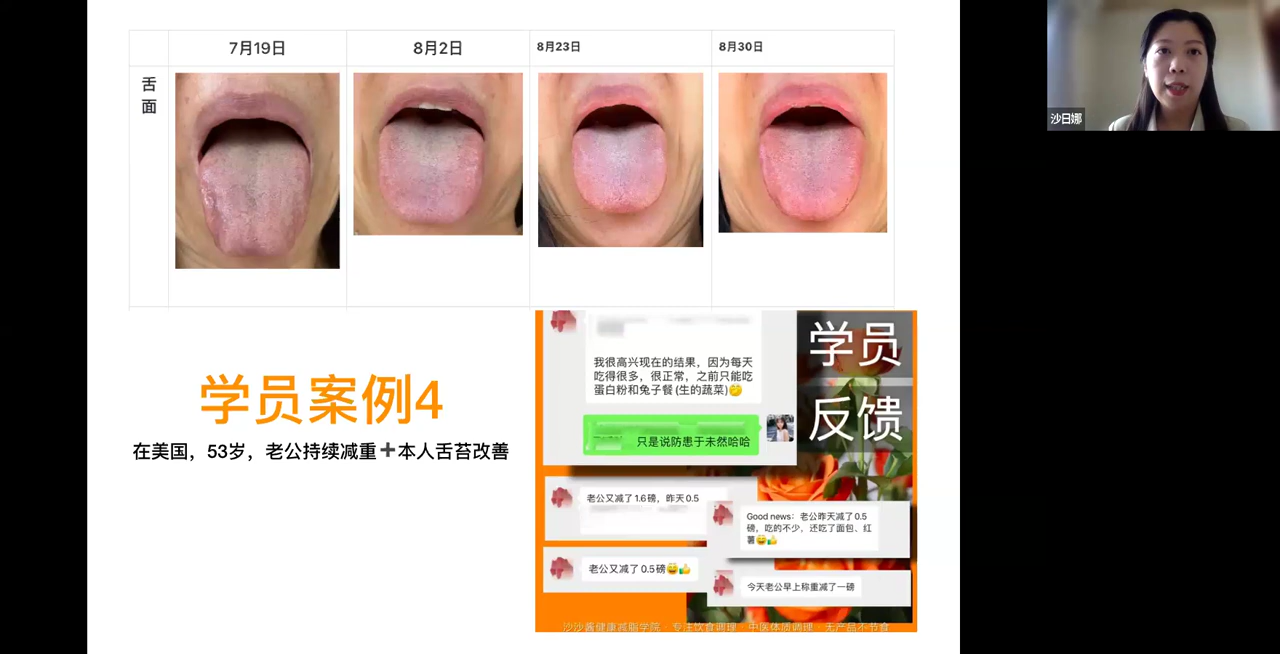 7月19日
8月2日
8月23日
8月30日
舌
面
沙日娜
学员案例4
在美国，53岁，老公持续减重➕本人舌苔改善
我很高兴现在的结果，因为每天
吃得很多，很正常，之前只能吃
蛋白粉和兔子餐 (生的蔬菜)
只是说防患于未然哈哈
学员
反馈
老公又减了1.6磅，昨天0.5
Good news：老公昨天减了0.5
磅，吃的不少，还吃了面包、红
薯😄👍
老公又减了0.5磅😄👍
今天老公早上称重减了一磅
沙沙酱健康减脂学院 · 专注饮食调理 · 中医体质调理 · 无产品不节食